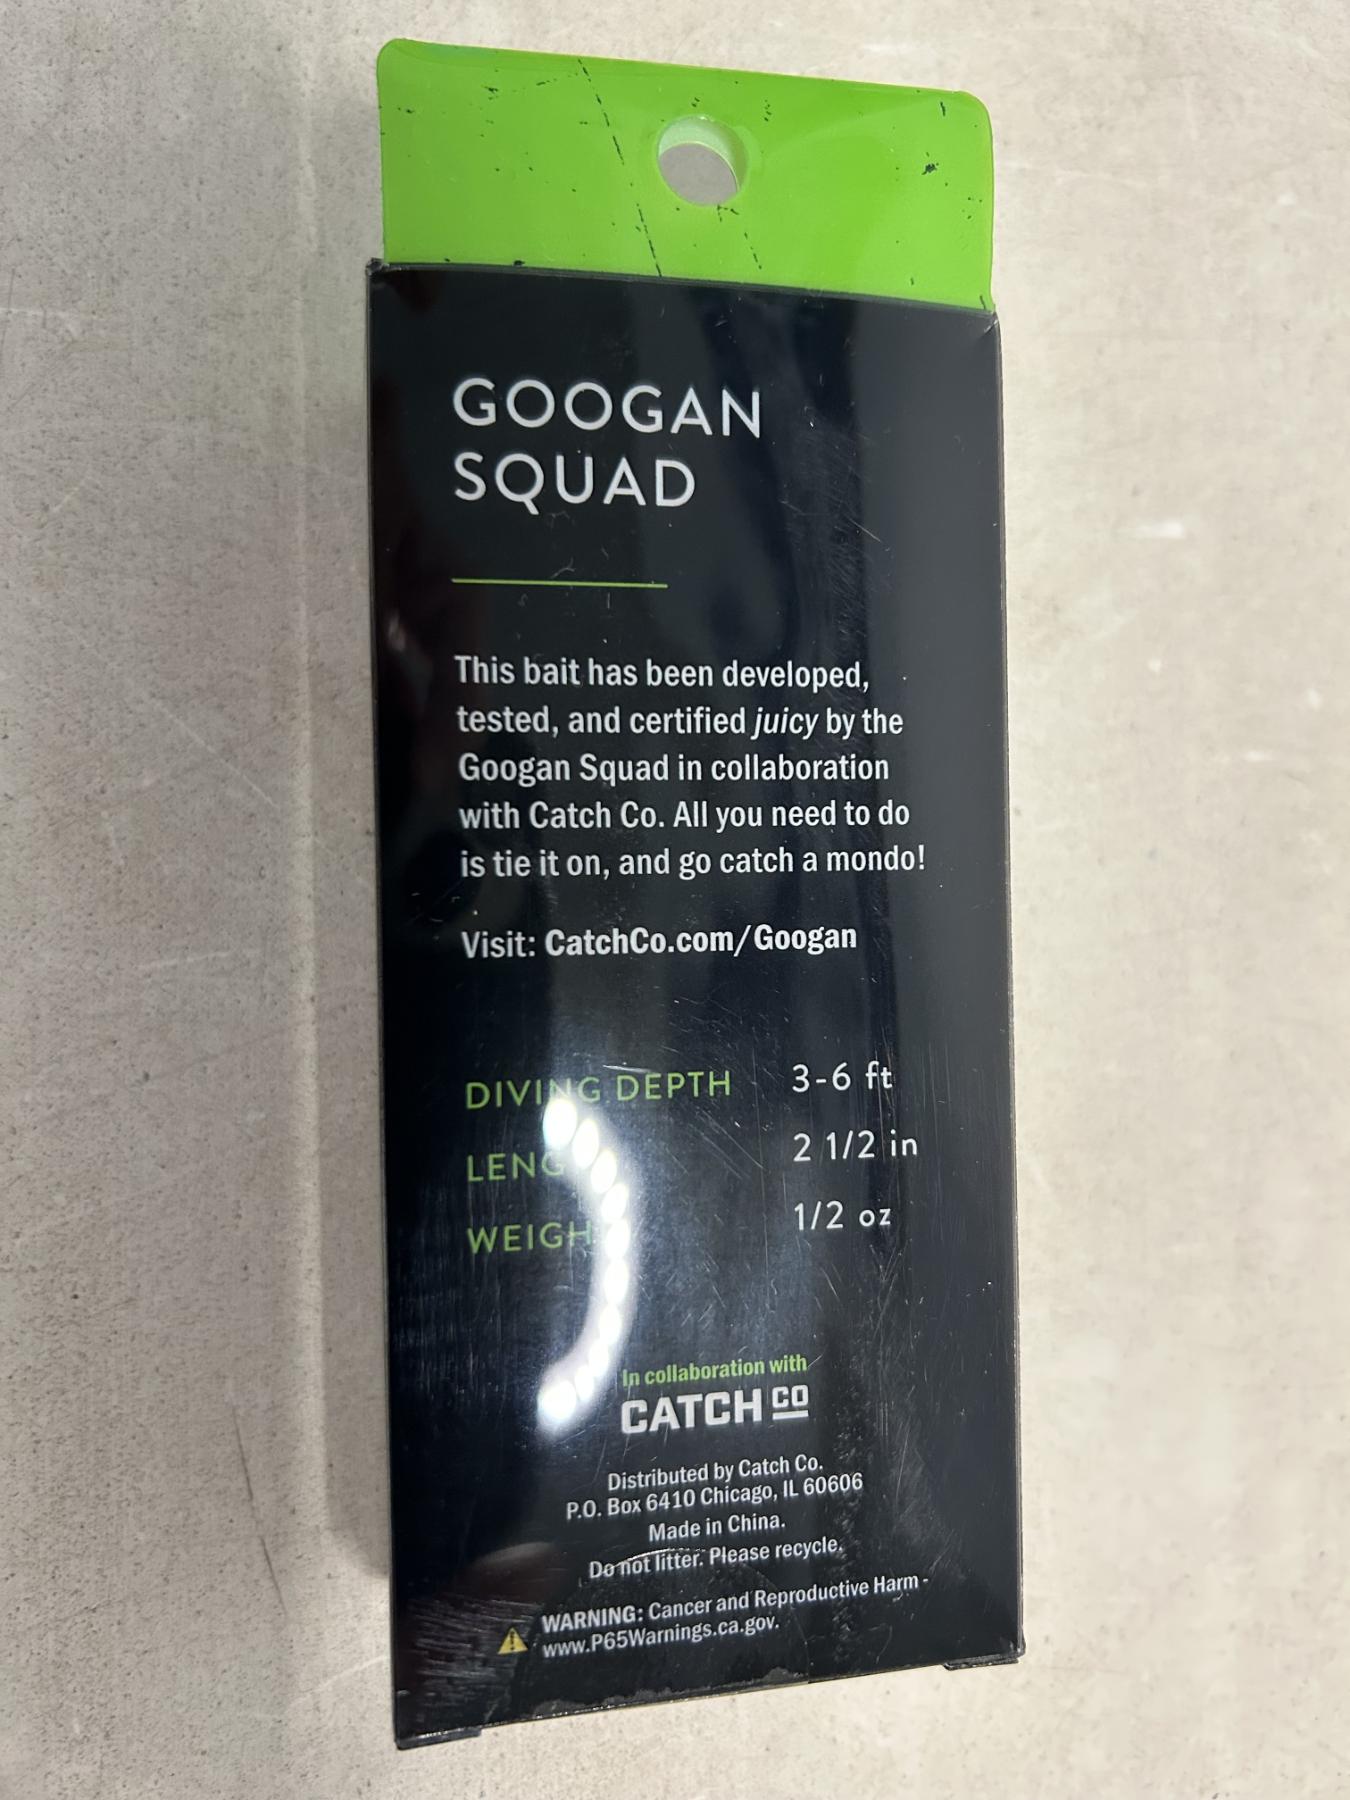 GOOGAN
SQUAD
This bait has been developed,
tested, and certified juicy by the
Googan Squad in collaboration
with Catch Co. All you need to do
is tie it on, and go catch a mondo!
Visit: CatchCo.com/Googan
DIVING DEPTH 3-6 ft
LENG 2 1/2 in
WEIGH 1/2 oz
In collaboration with
CATCH CO
Distributed by Catch Co.
P.O. Box 6410 Chicago, IL 60606
Made in China.
Do not litter. Please recycle.
WARNING: Cancer and Reproductive Harm -
www.P65Warnings.ca.gov.